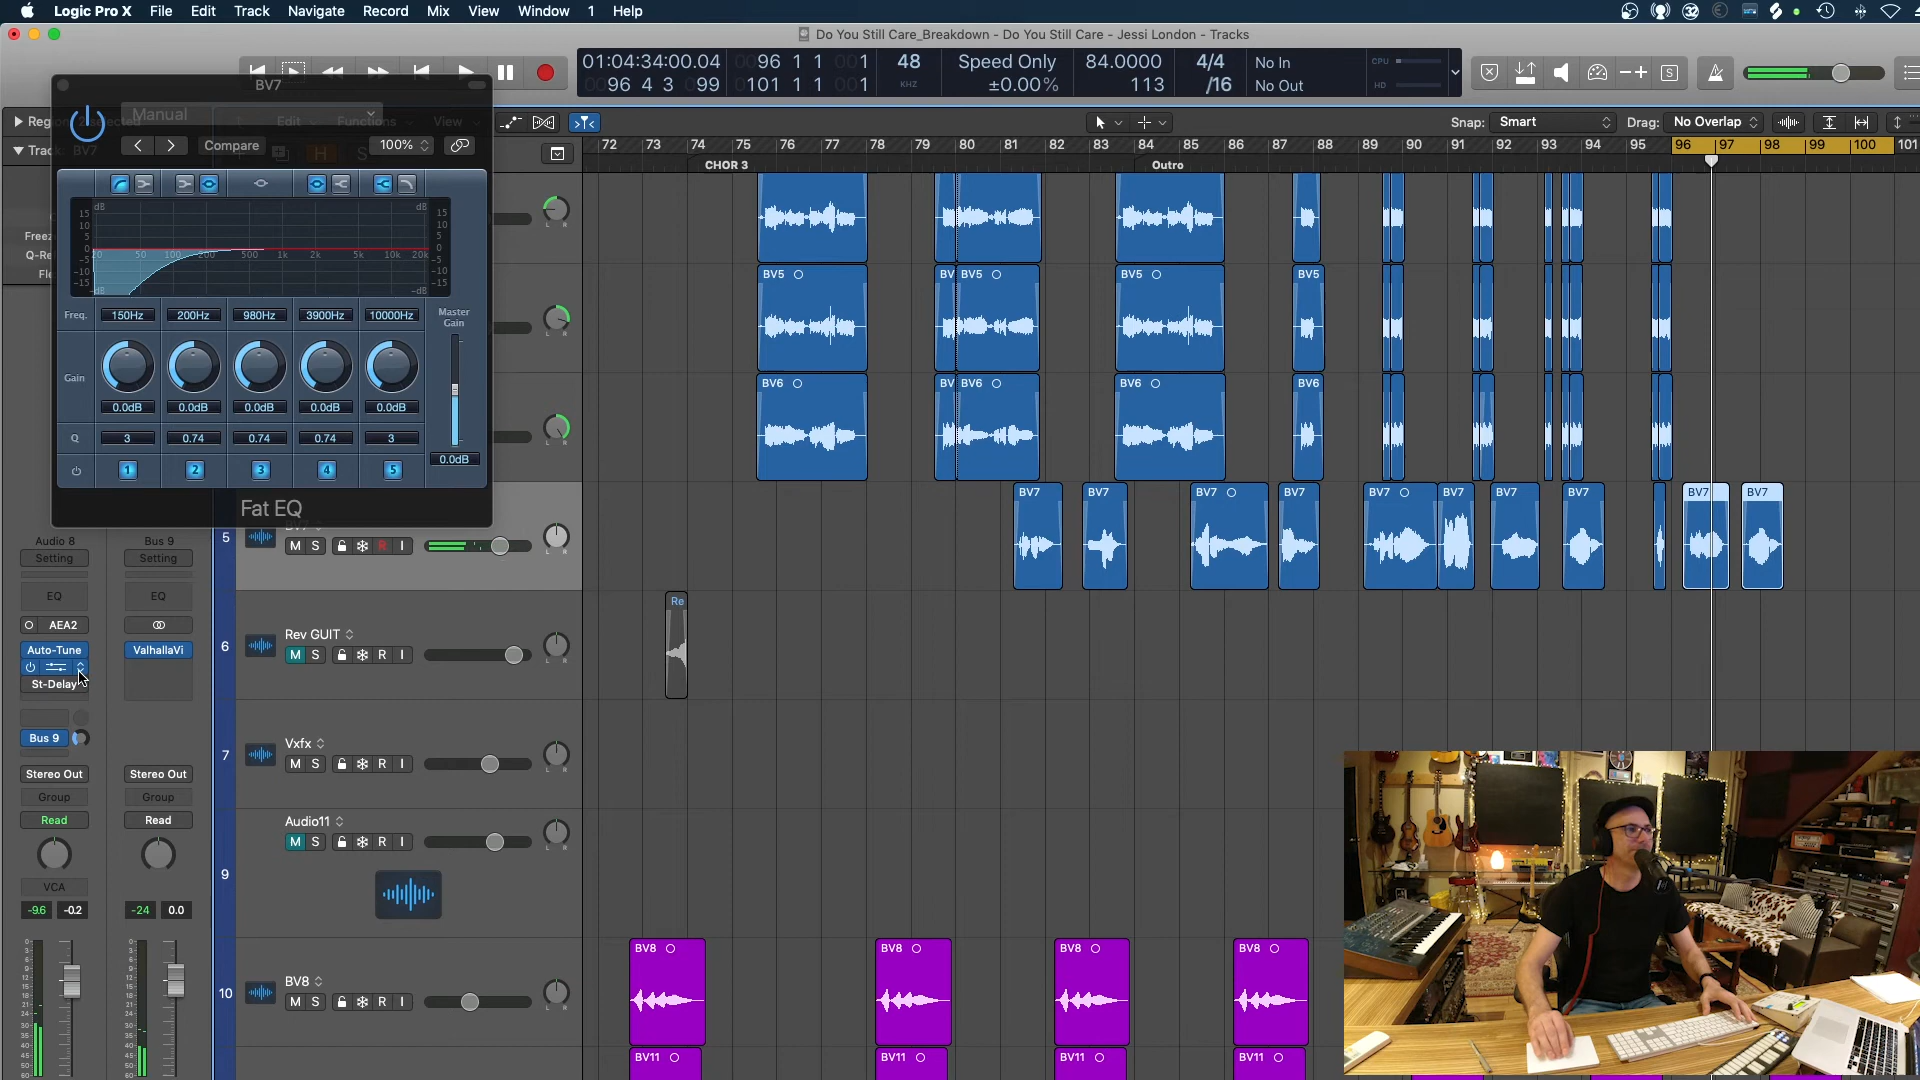 Logic Pro X File Edit Track Navigate Record Mix View Window 1 Help
Do You Still Care_Breakdown - Do You Still Care - Jessi London - Tracks
01:04:34:00.04 0096 1 1 001 48 Speed Only 84.0000 4/4 No In CPU
0096 4 3 099 0101 1 1 001 KHZ ±0.00% 113 /16 No Out HD
BV7
Manual
Compare 100%
Edit Functions View
Snap: Smart Drag: No Overlap
72 73 74 75 76 77 78 79 80 81 82 83 84 85 86 87 88 89 90 91 92 93 94 95 96 97 98 99 100 101
CHOR 3 Outro
dB dB
15 10 5 0 -5 -10 -15 -dB
20 50 100 200 500 1k 2k 5k 10k 20k
15 10 5 0 -5 -10 -15 -dB
Freq. 150Hz 200Hz 980Hz 3900Hz 10000Hz Master Gain
Gain
0.0dB 0.0dB 0.0dB 0.0dB 0.0dB
Q 3 0.74 0.74 0.74 3
0.0dB
1 2 3 4 5
Fat EQ
BV5 BV BV5 BV5 BV5
BV6 BV BV6 BV6 BV6
BV7 BV7 BV7 BV7 BV7 BV7 BV7 BV7 BV7 BV7
5 M S R I
Audio 8 Bus 9
Setting Setting
EQ EQ
AEA2
Auto-Tune ValhallaVi
St-Delay
Bus 9
Stereo Out Stereo Out
Group Group
Read Read
VCA
-9.6 -0.2 -24 0.0
Re
6 Rev GUIT
M S R I
7 Vxfx
M S R I
9 Audio11
M S R I
10 BV8
M S R I
BV8 BV8 BV8 BV8
BV11 BV11 BV11 BV11